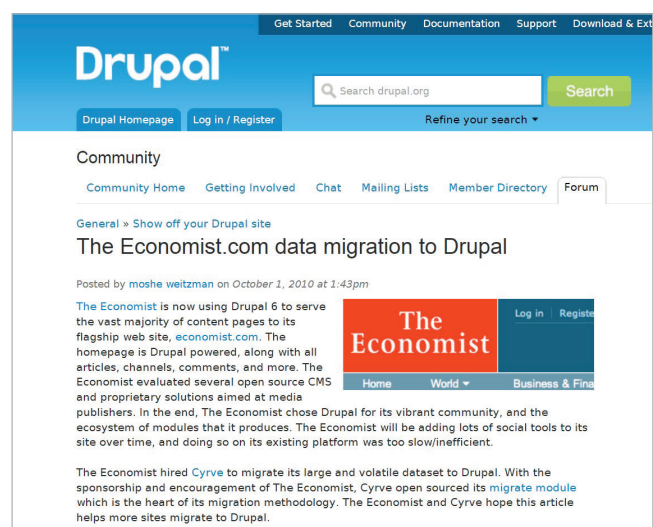 Get Started Community Documentation Support Download & Ext
Drupal™
Search drupal.org
Search
Drupal Homepage Log in / Register
Refine your search
Community
Community Home Getting Involved Chat Mailing Lists Member Directory Forum
General » Show off your Drupal site
The Economist.com data migration to Drupal
Posted by moshe weitzman on October 1, 2010 at 1:43pm
The Economist is now using Drupal 6 to serve
the vast majority of content pages to its
flagship web site, economist.com. The
homepage is Drupal powered, along with all
articles, channels, comments, and more. The
Economist evaluated several open source CMS
and proprietary solutions aimed at media
publishers. In the end, The Economist chose Drupal for its vibrant community, and the
ecosystem of modules that it produces. The Economist will be adding lots of social tools to its
site over time, and doing so on its existing platform was too slow/inefficient.
The
Economist
Log in Registe
Home World Business & Fina
The Economist hired Cyrve to migrate its large and volatile dataset to Drupal. With the
sponsorship and encouragement of The Economist, Cyrve open sourced its migrate module
which is the heart of its migration methodology. The Economist and Cyrve hope this article
helps more sites migrate to Drupal.